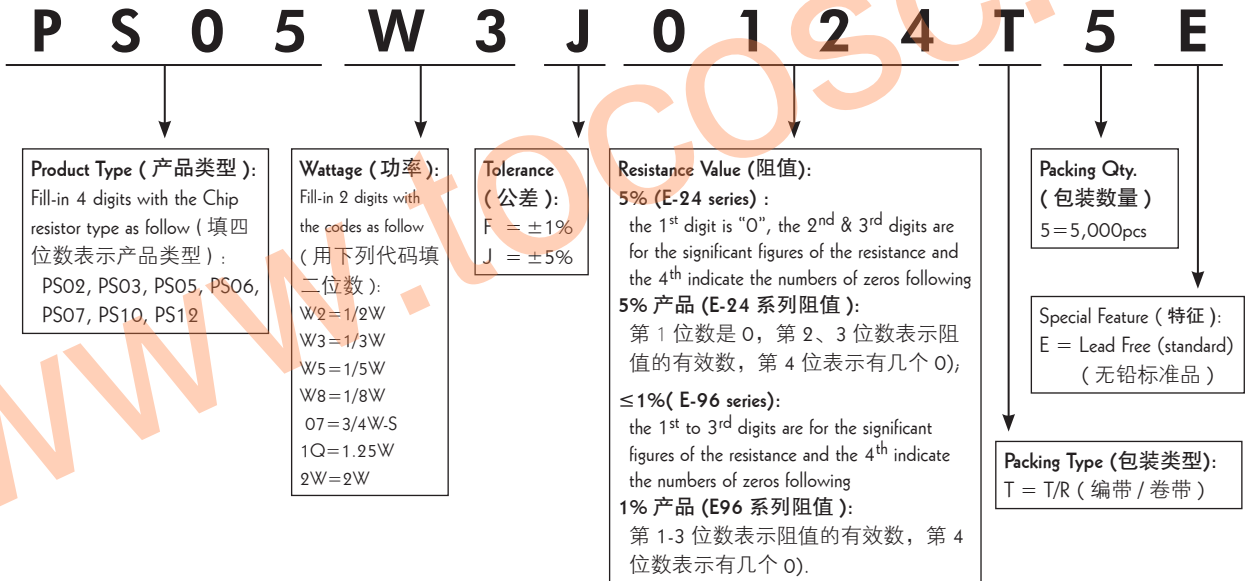 P S 0 5 W 3 J 0 1 2 4 T 5 E
Product Type ( 产品类型 ):
Fill-in 4 digits with the Chip
resistor type as follow ( 填四
位数表示产品类型 ) :
PS02, PS03, PS05, PS06,
PS07, PS10, PS12
Wattage ( 功率 ):
Fill-in 2 digits with
the codes as follow
( 用下列代码填
二位数 ):
W2=1/2W
W3=1/3W
W5=1/5W
W8=1/8W
07=3/4W-S
1Q=1.25W
2W=2W
Tolerance
( 公差 ):
F =±1%
J =±5%
Resistance Value (阻值):
5% (E-24 series) :
the 1st digit is "0", the 2nd & 3rd digits are
for the significant figures of the resistance and
the 4th indicate the numbers of zeros following
5% 产品 (E-24 系列阻值 ):
第 1 位数是 0，第 2、3 位数表示阻
值的有效数，第 4 位表示有几个 0);
≤1%( E-96 series):
the 1st to 3rd digits are for the significant
figures of the resistance and the 4th indicate
the numbers of zeros following
1% 产品 (E96 系列阻值 ):
第 1-3 位数表示阻值的有效数，第 4
位数表示有几个 0).
Packing Qty.
( 包装数量 )
5=5,000pcs
Special Feature ( 特征 ):
E = Lead Free (standard)
( 无铅标准品 )
Packing Type (包装类型):
T = T/R ( 编带 / 卷带 )
www.tocosc.